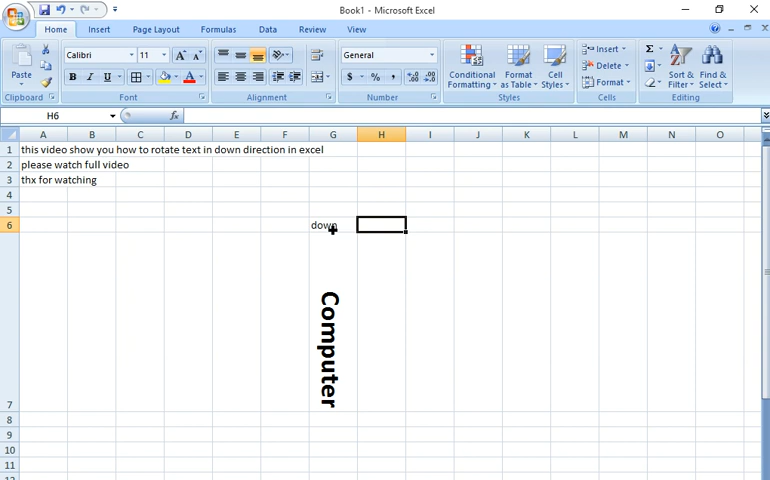 Book1 - Microsoft Excel
Home Insert Page Layout Formulas Data Review View
Paste
Calibri 11
B I U A
General
$ % ,
Conditional Formatting
Format as Table
Cell Styles
Insert
Delete
Format
Σ
Sort & Filter
Find & Select
Clipboard Font Alignment Number Styles Cells Editing
H6 fx
A B C D E F G H I J K L M N O
1 this video show you how to rotate text in down direction in excel
2 please watch full video
3 thx for watching
4
5
6 down
7 Computer
8
9
10
11